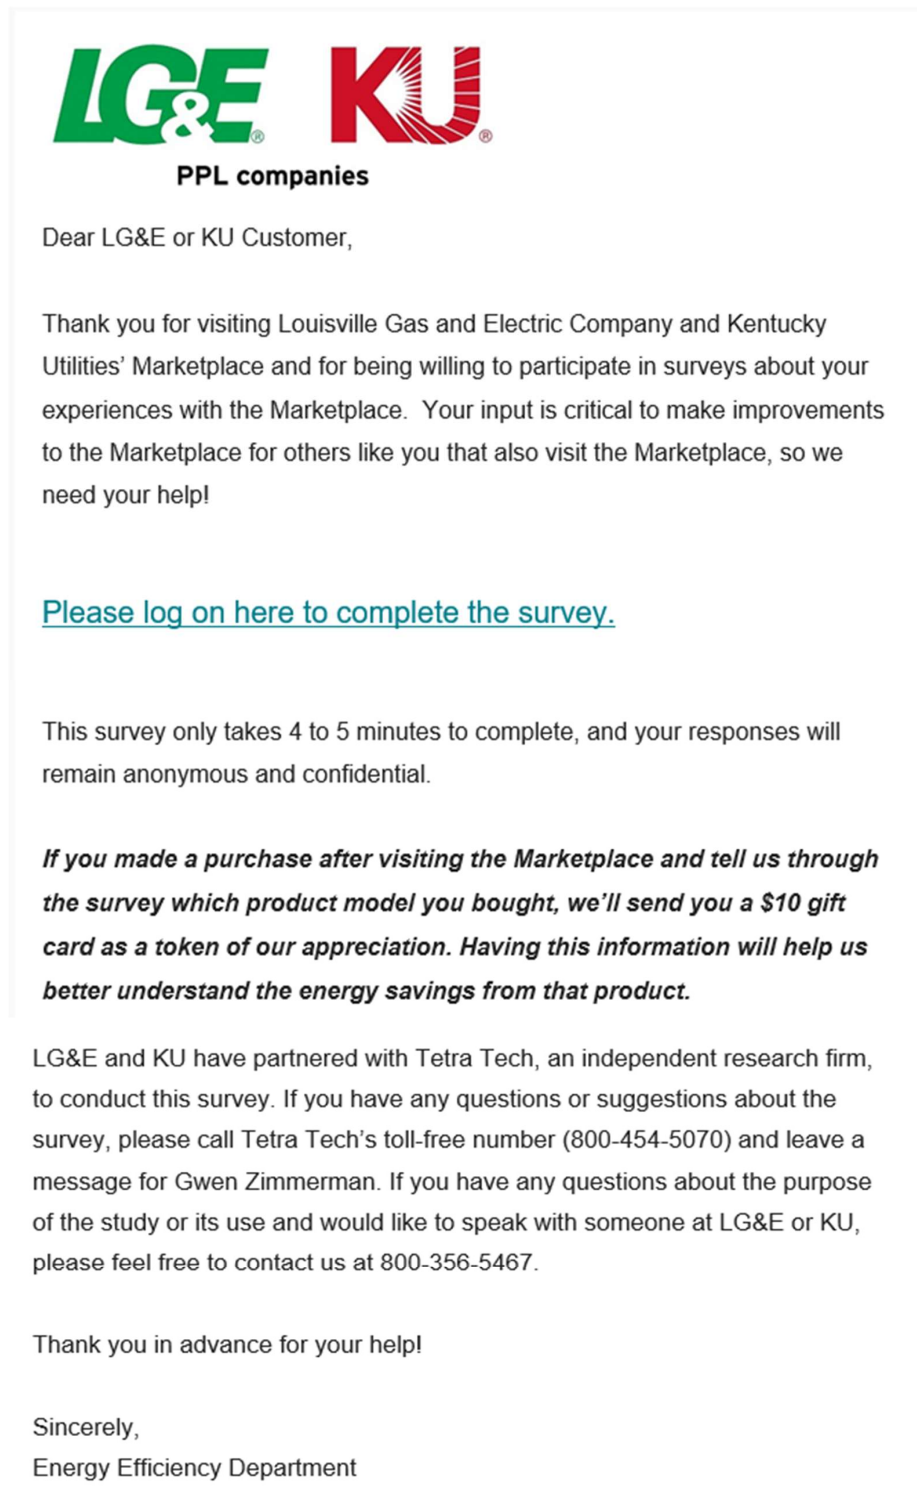 LG&E® KU®
PPL companies
Dear LG&E or KU Customer,
Thank you for visiting Louisville Gas and Electric Company and Kentucky
Utilities’ Marketplace and for being willing to participate in surveys about your
experiences with the Marketplace.  Your input is critical to make improvements
to the Marketplace for others like you that also visit the Marketplace, so we
need your help!
Please log on here to complete the survey.
This survey only takes 4 to 5 minutes to complete, and your responses will
remain anonymous and confidential.
If you made a purchase after visiting the Marketplace and tell us through
the survey which product model you bought, we’ll send you a $10 gift
card as a token of our appreciation. Having this information will help us
better understand the energy savings from that product.
LG&E and KU have partnered with Tetra Tech, an independent research firm,
to conduct this survey. If you have any questions or suggestions about the
survey, please call Tetra Tech’s toll-free number (800-454-5070) and leave a
message for Gwen Zimmerman. If you have any questions about the purpose
of the study or its use and would like to speak with someone at LG&E or KU,
please feel free to contact us at 800-356-5467.
Thank you in advance for your help!
Sincerely,
Energy Efficiency Department